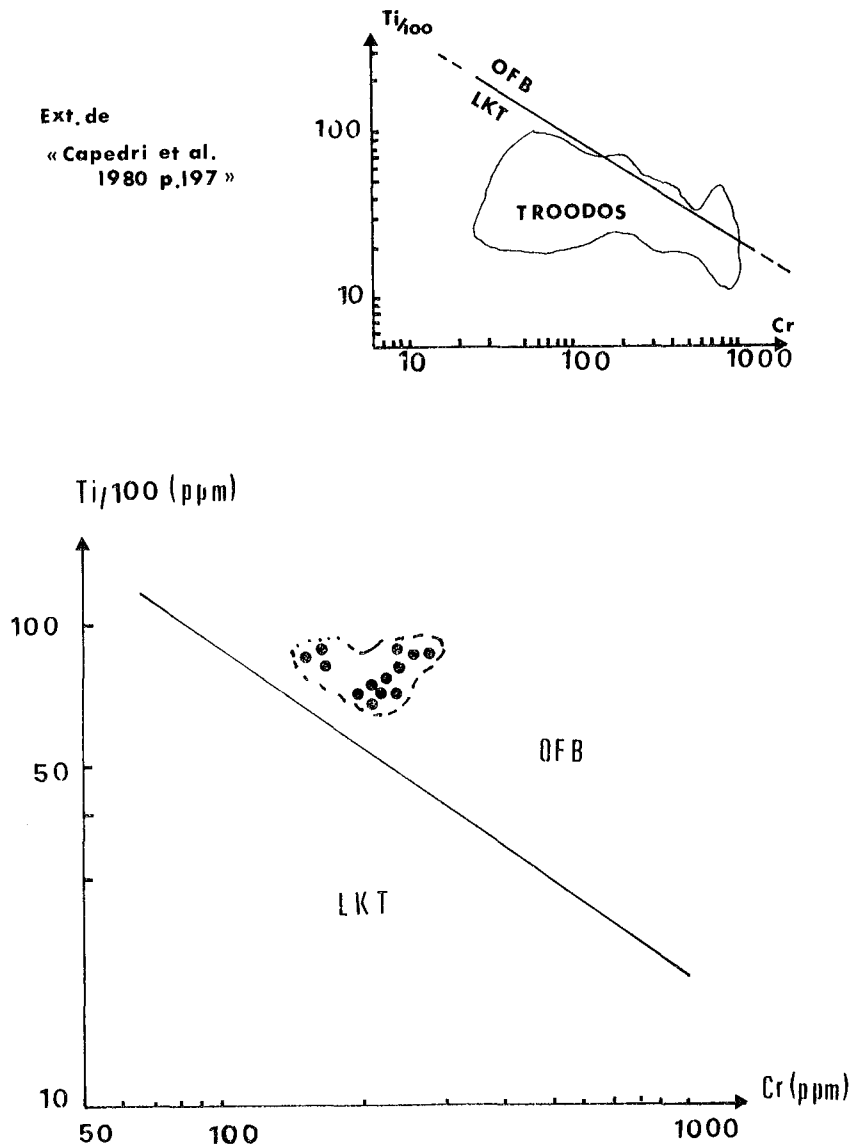 Ti/100
OFB
LKT
Ext. de
« Capedri et al.
1980 p.197 »
100
TROODOS
10
Cr
10 100 1000
Ti/100 (ppm)
100
50
OFB
LKT
10
Cr (ppm)
50 100 1000